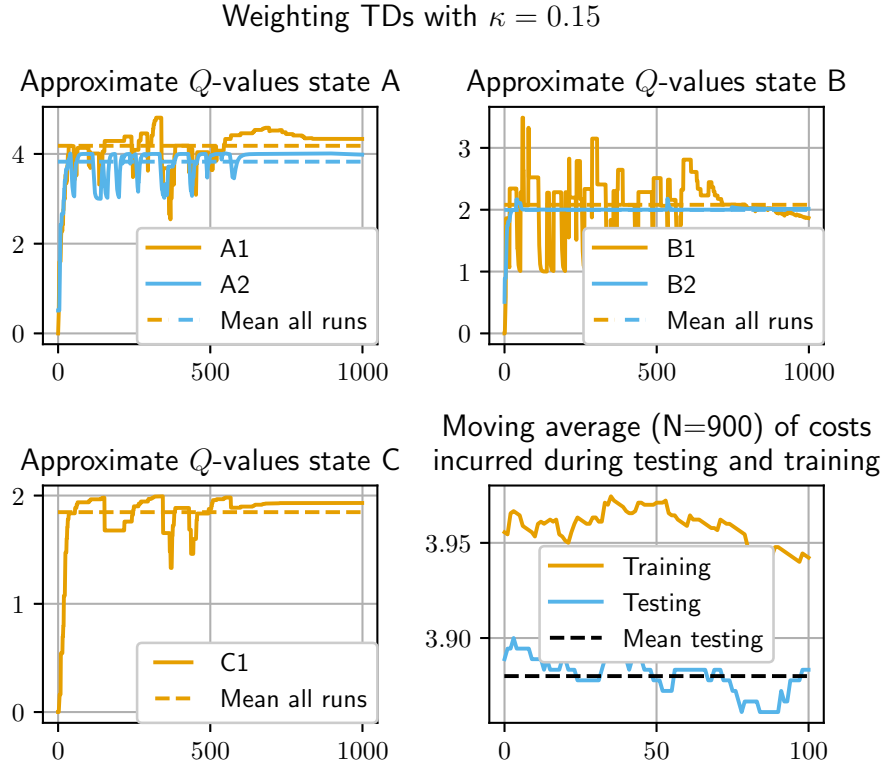 Weighting TDs with κ = 0.15
Approximate Q-values state A
4
2
0
A1
A2
Mean all runs
0
500
1000
Approximate Q-values state B
3
2
1
0
B1
B2
Mean all runs
0
500
1000
Approximate Q-values state C
2
1
0
C1
Mean all runs
0
500
1000
Moving average (N=900) of costs
incurred during testing and training
3.95
3.90
Training
Testing
Mean testing
0
50
100